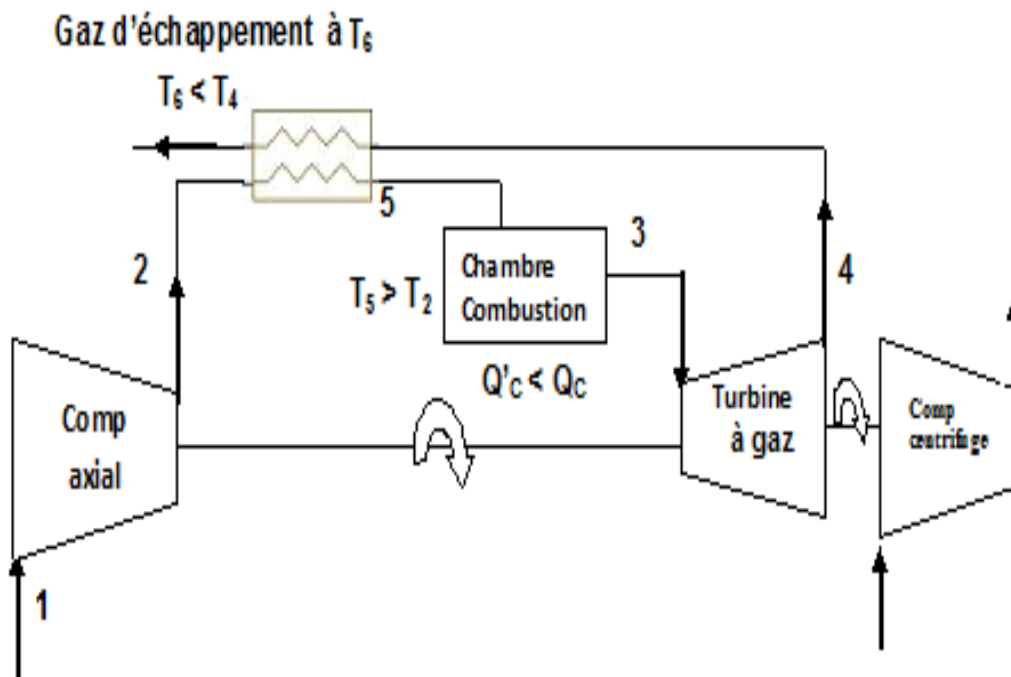 Gaz d'échappement à T₆
T₆ < T₄
5
2
3
Chambre
Combustion
T₅ > T₂
4
Q'C < QC
Comp
axial
Turbine
à gaz
Comp
centrifuge
1